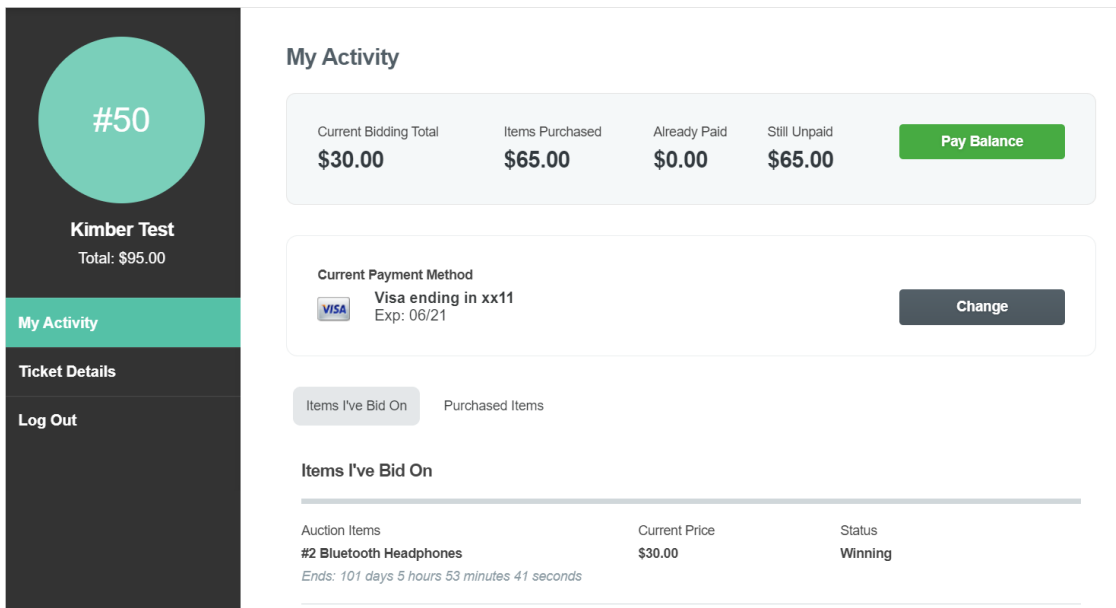 #50
Kimber Test
Total: $95.00
My Activity
Ticket Details
Log Out
My Activity
Current Bidding Total Items Purchased Already Paid Still Unpaid
$30.00 $65.00 $0.00 $65.00
Pay Balance
Current Payment Method
VISA Visa ending in xx11
Exp: 06/21
Change
Items I've Bid On Purchased Items
Items I've Bid On
Auction Items Current Price Status
#2 Bluetooth Headphones $30.00 Winning
Ends: 101 days 5 hours 53 minutes 41 seconds